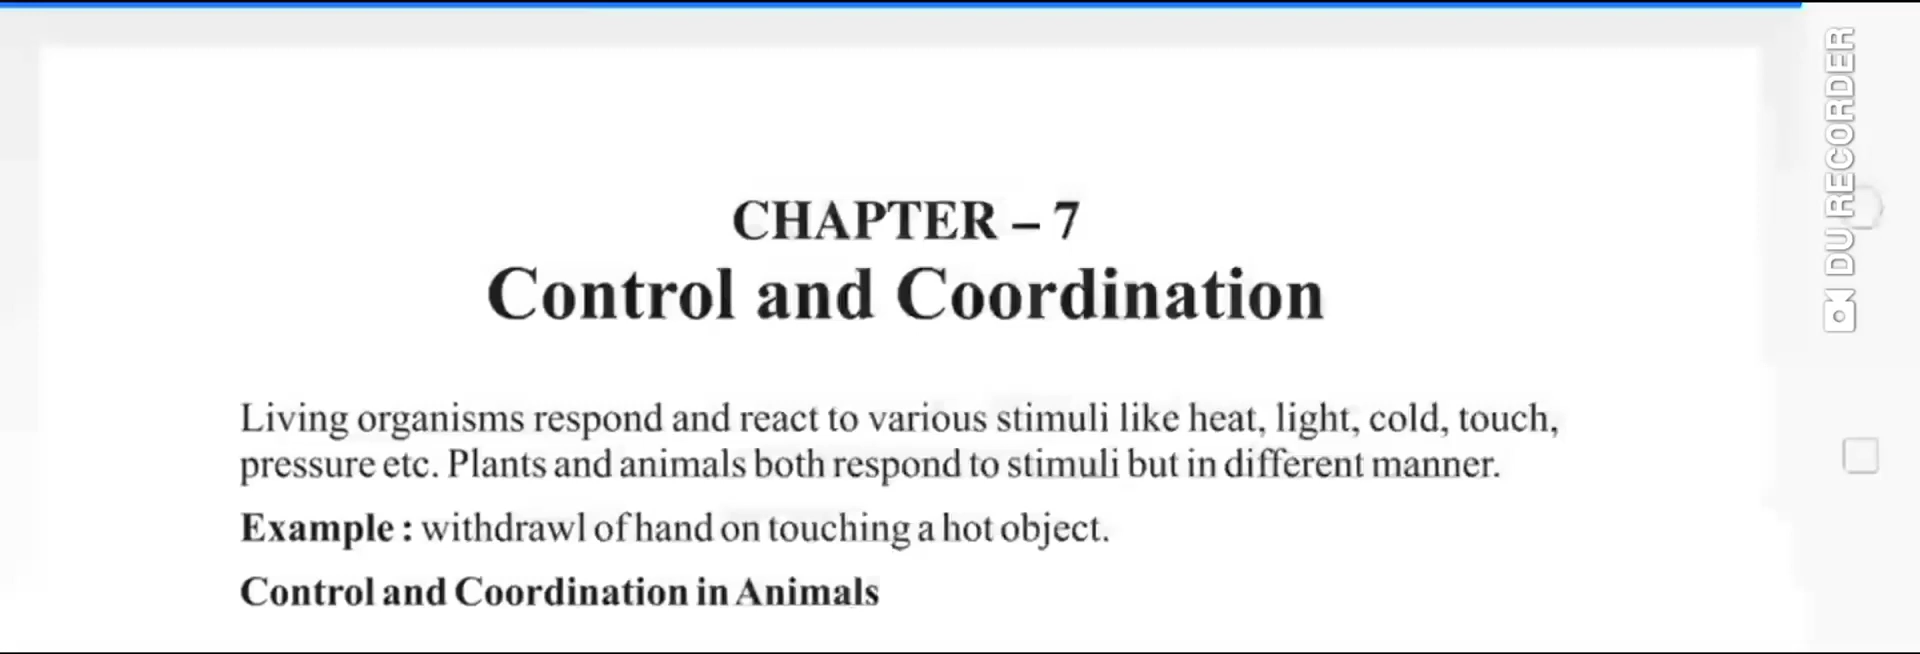 CHAPTER – 7
Control and Coordination
Living organisms respond and react to various stimuli like heat, light, cold, touch,
pressure etc. Plants and animals both respond to stimuli but in different manner.
Example : withdrawl of hand on touching a hot object.
Control and Coordination in Animals
DU RECORDER